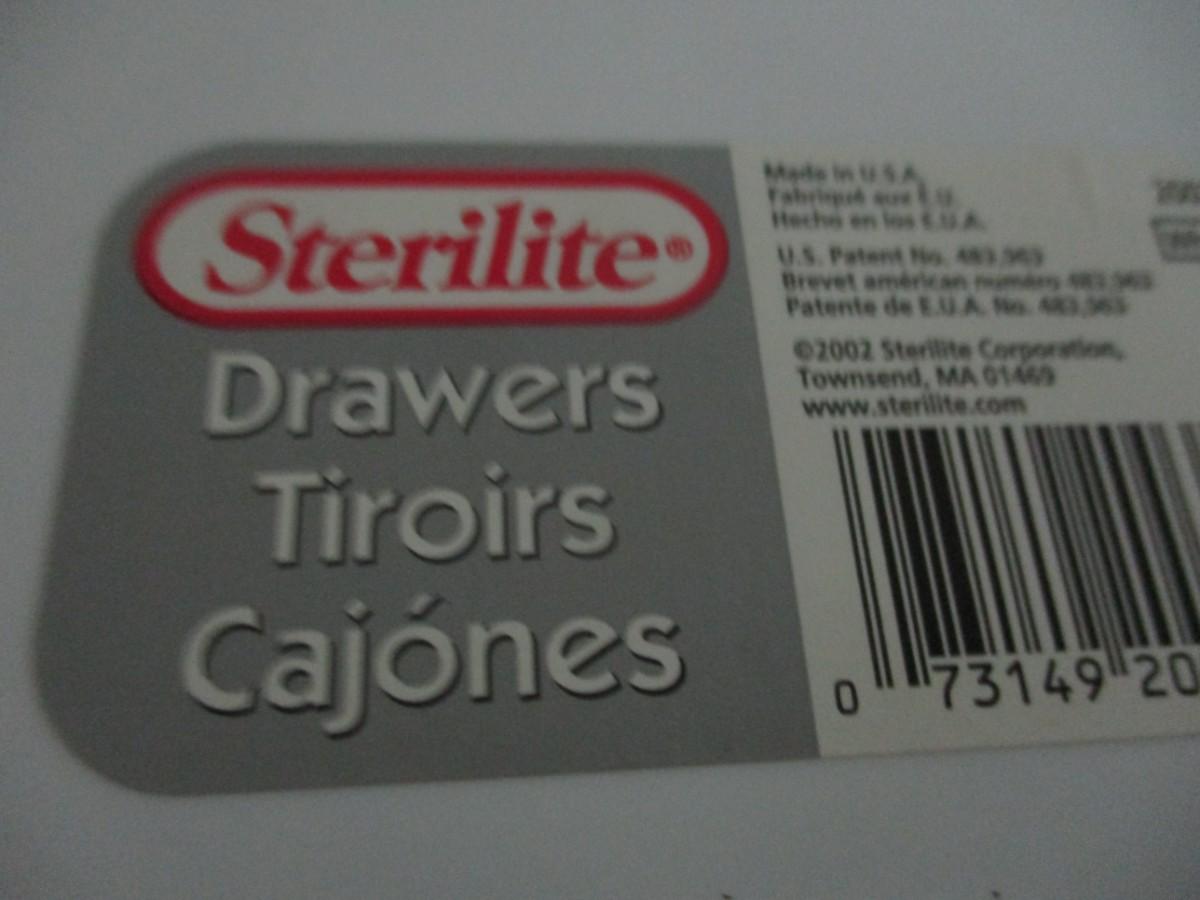 Sterilite®
Drawers
Tiroirs
Cajónes
Made in U.S.A.
Fabriqué aux É.U.
Hecho en los E.U.A.
U.S. Patent No. 483,963
Brevet américan numéro 483,963
Patente de E.U.A. No. 483,963
©2002 Sterilite Corporation,
Townsend, MA 01469
www.sterilite.com
0 73149 20